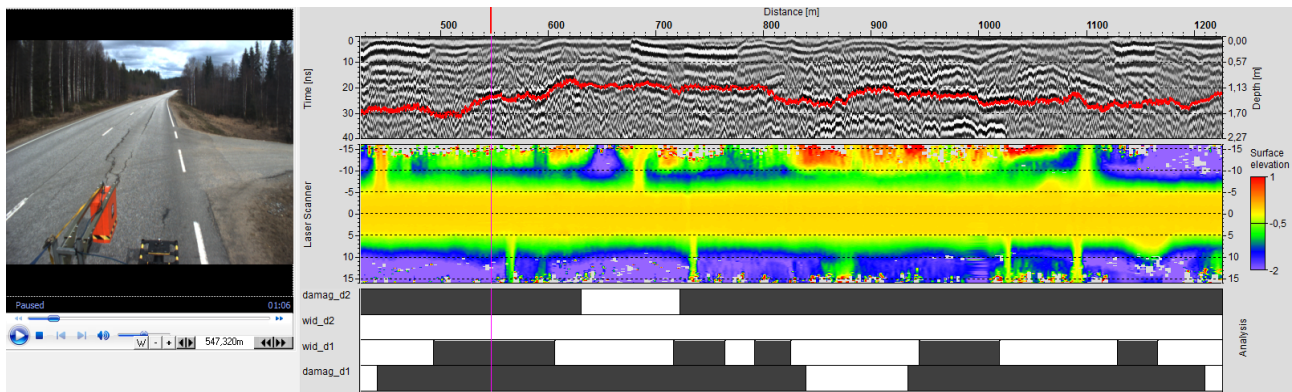 Distance [m]
500 600 700 800 900 1000 1100 1200
Time [ns]
0
10
20
30
40
0,00
0,57
1,13
1,70
2,27
Depth [m]
Laser Scanner
-15
-10
-5
0
5
10
15
-15
-10
-5
0
5
10
15
Surface
elevation
1
-0,5
-2
damag_d2
wid_d2
wid_d1
damag_d1
Analysis
Paused 01:06
W - + 547,320m